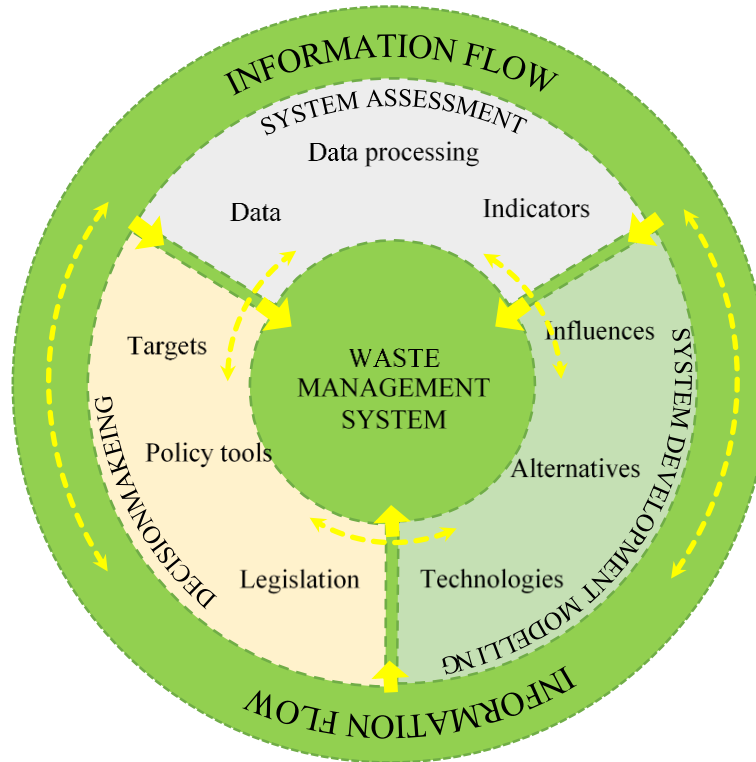 INFORMATION FLOW
SYSTEM ASSESSMENT
Data processing
Data
Indicators
Targets
Influences
WASTE
MANAGEMENT
SYSTEM
Policy tools
Alternatives
Legislation
Technologies
DECISIONMAKEING
SYSTEM DEVELOPMENT MODELLING
INFORMATION FLOW